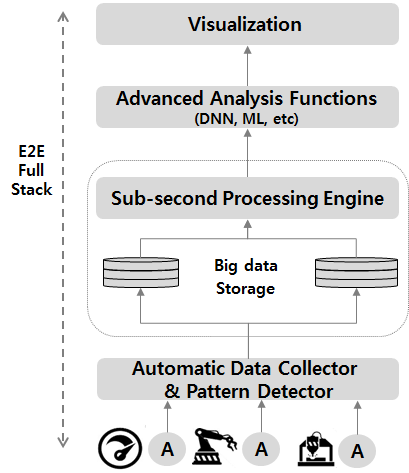 Visualization
Advanced Analysis Functions
(DNN, ML, etc)
E2E
Full
Stack
Sub-second Processing Engine
Big data
Storage
Automatic Data Collector
& Pattern Detector
A
A
A